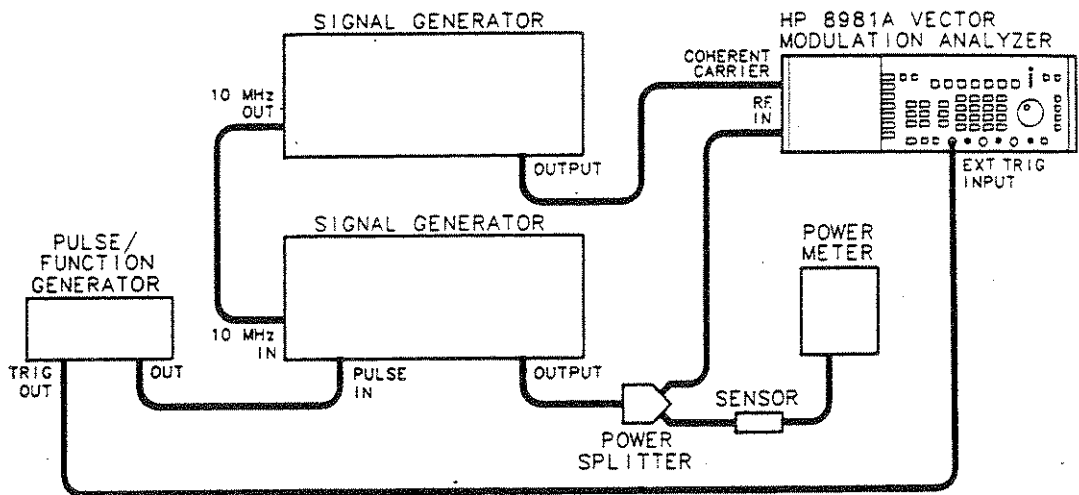 SIGNAL GENERATOR
HP 8981A VECTOR
MODULATION ANALYZER
COHERENT
CARRIER
10 MHz
OUT
RF
IN
OUTPUT
EXT TRIG
INPUT
SIGNAL GENERATOR
POWER
METER
PULSE/
FUNCTION
GENERATOR
10 MHz
IN
TRIG
OUT
OUT
PULSE
IN
OUTPUT
SENSOR
POWER
SPLITTER